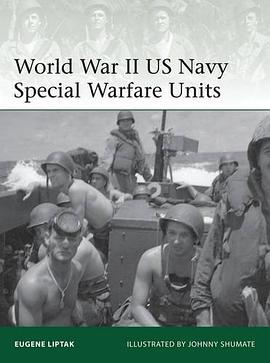 World War II US Navy
Special Warfare Units
EUGENE LIPTAK
ILLUSTRATED BY JOHNNY SHUMATE